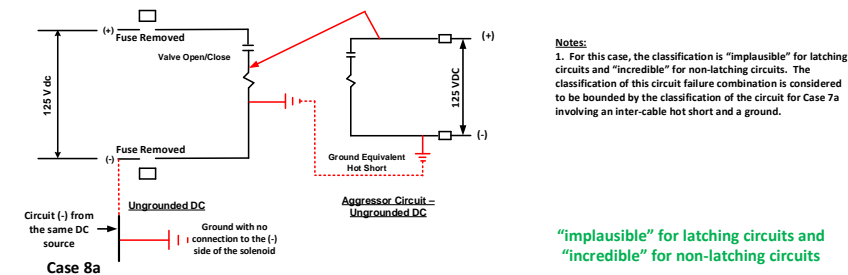 (+)
Fuse Removed
Valve Open/Close
125 V dc
Fuse Removed
(-)
(+)
125 VDC
(-)
Ground Equivalent
Hot Short
Ungrounded DC
Aggressor Circuit –
Ungrounded DC
Circuit (-) from
the same DC
source
Ground with no
connection to the (-)
side of the solenoid
Case 8a
Notes:
1. For this case, the classification is “implausible” for latching
circuits and “incredible” for non-latching circuits. The
classification of this circuit failure combination is considered
to be bounded by the classification of the circuit for Case 7a
involving an inter-cable hot short and a ground.
“implausible” for latching circuits and
“incredible” for non-latching circuits